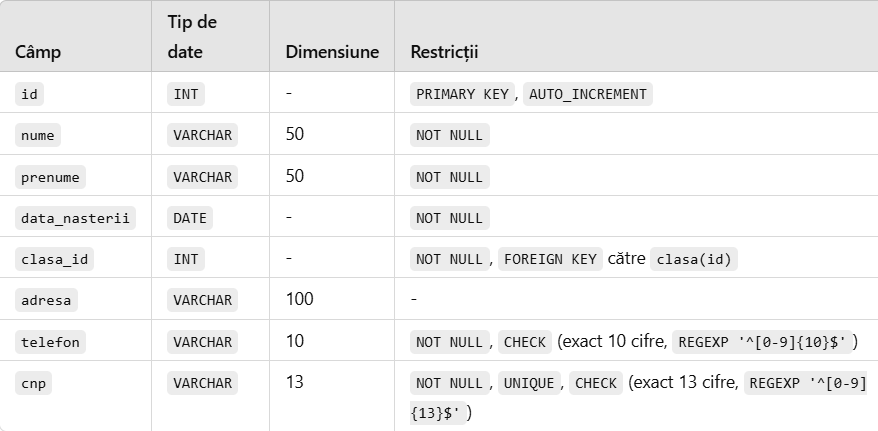 Câmp Tip de date Dimensiune Restricții
id INT - PRIMARY KEY, AUTO_INCREMENT
nume VARCHAR 50 NOT NULL
prenume VARCHAR 50 NOT NULL
data_nasterii DATE - NOT NULL
clasa_id INT - NOT NULL, FOREIGN KEY către clasa(id)
adresa VARCHAR 100 -
telefon VARCHAR 10 NOT NULL, CHECK (exact 10 cifre, REGEXP '^[0-9]{10}$')
cnp VARCHAR 13 NOT NULL, UNIQUE, CHECK (exact 13 cifre, REGEXP '^[0-9]
{13}$')